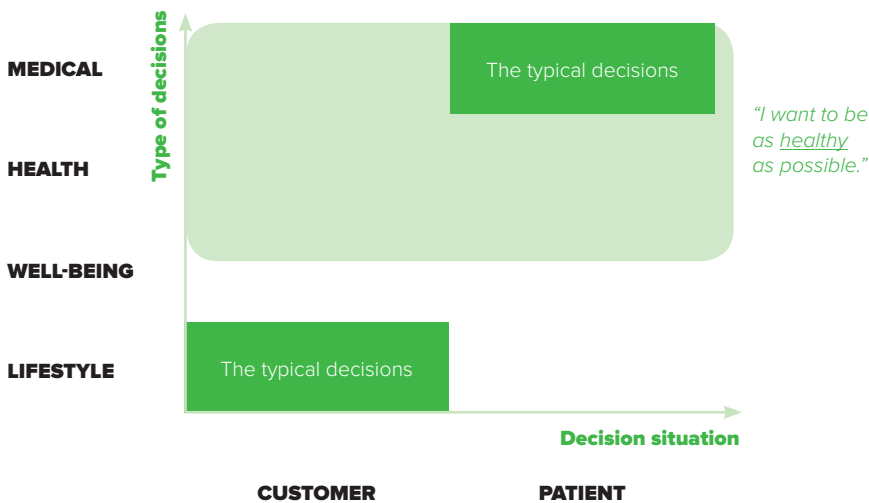 Type of decisions
MEDICAL
The typical decisions
“I want to be
as healthy
as possible.”
HEALTH
WELL-BEING
LIFESTYLE
The typical decisions
Decision situation
CUSTOMER
PATIENT